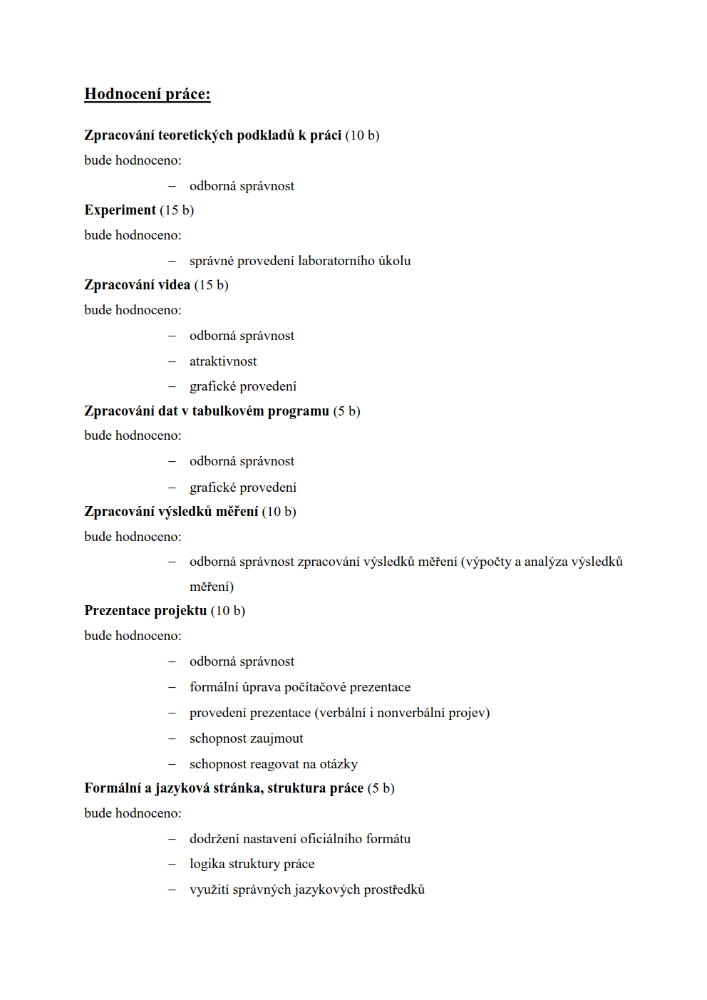 Hodnocení práce:
Zpracování teoretických podkladů k práci (10 b)
bude hodnoceno:
– odborná správnost
Experiment (15 b)
bude hodnoceno:
– správné provedení laboratorního úkolu
Zpracování videa (15 b)
bude hodnoceno:
– odborná správnost
– atraktivnost
– grafické provedení
Zpracování dat v tabulkovém programu (5 b)
bude hodnoceno:
– odborná správnost
– grafické provedení
Zpracování výsledků měření (10 b)
bude hodnoceno:
– odborná správnost zpracování výsledků měření (výpočty a analýza výsledků
měření)
Prezentace projektu (10 b)
bude hodnoceno:
– odborná správnost
– formální úprava počítačové prezentace
– provedení prezentace (verbální i nonverbální projev)
– schopnost zaujmout
– schopnost reagovat na otázky
Formální a jazyková stránka, struktura práce (5 b)
bude hodnoceno:
– dodržení nastavení oficiálního formátu
– logika struktury práce
– využití správných jazykových prostředků